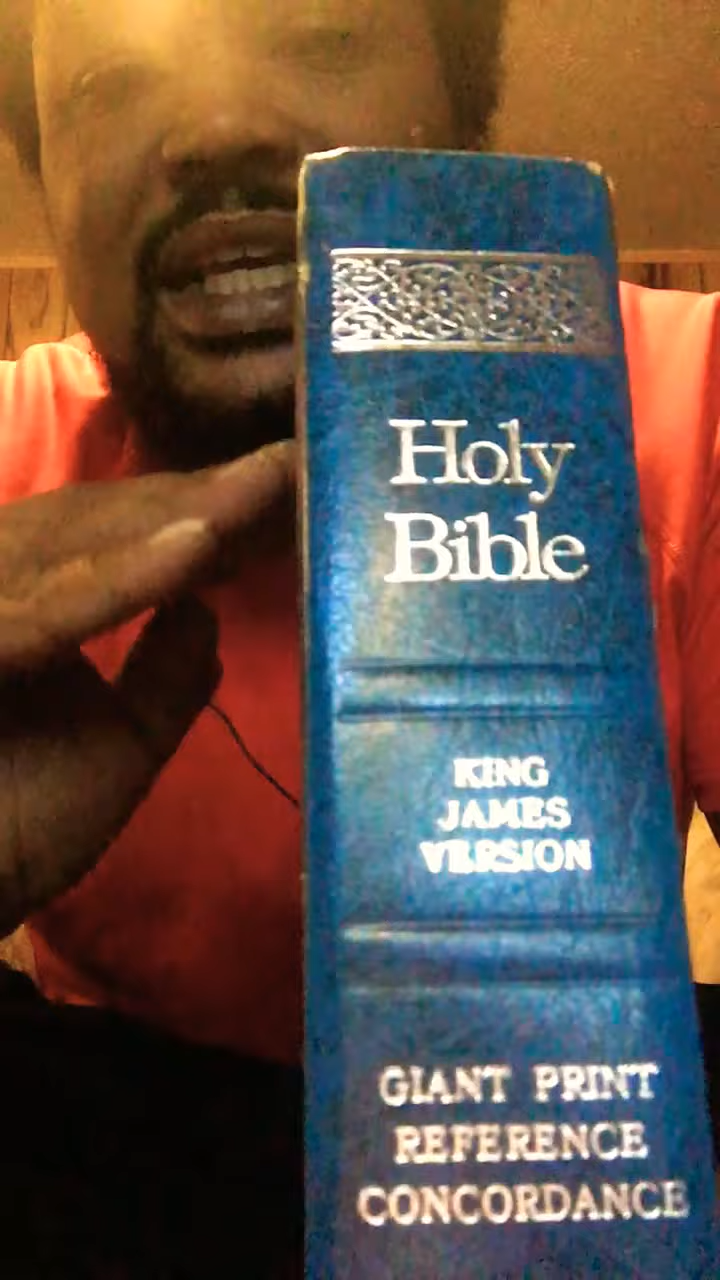 Holy
Bible
KING
JAMES
VERSION
GIANT PRINT
REFERENCE
CONCORDANCE